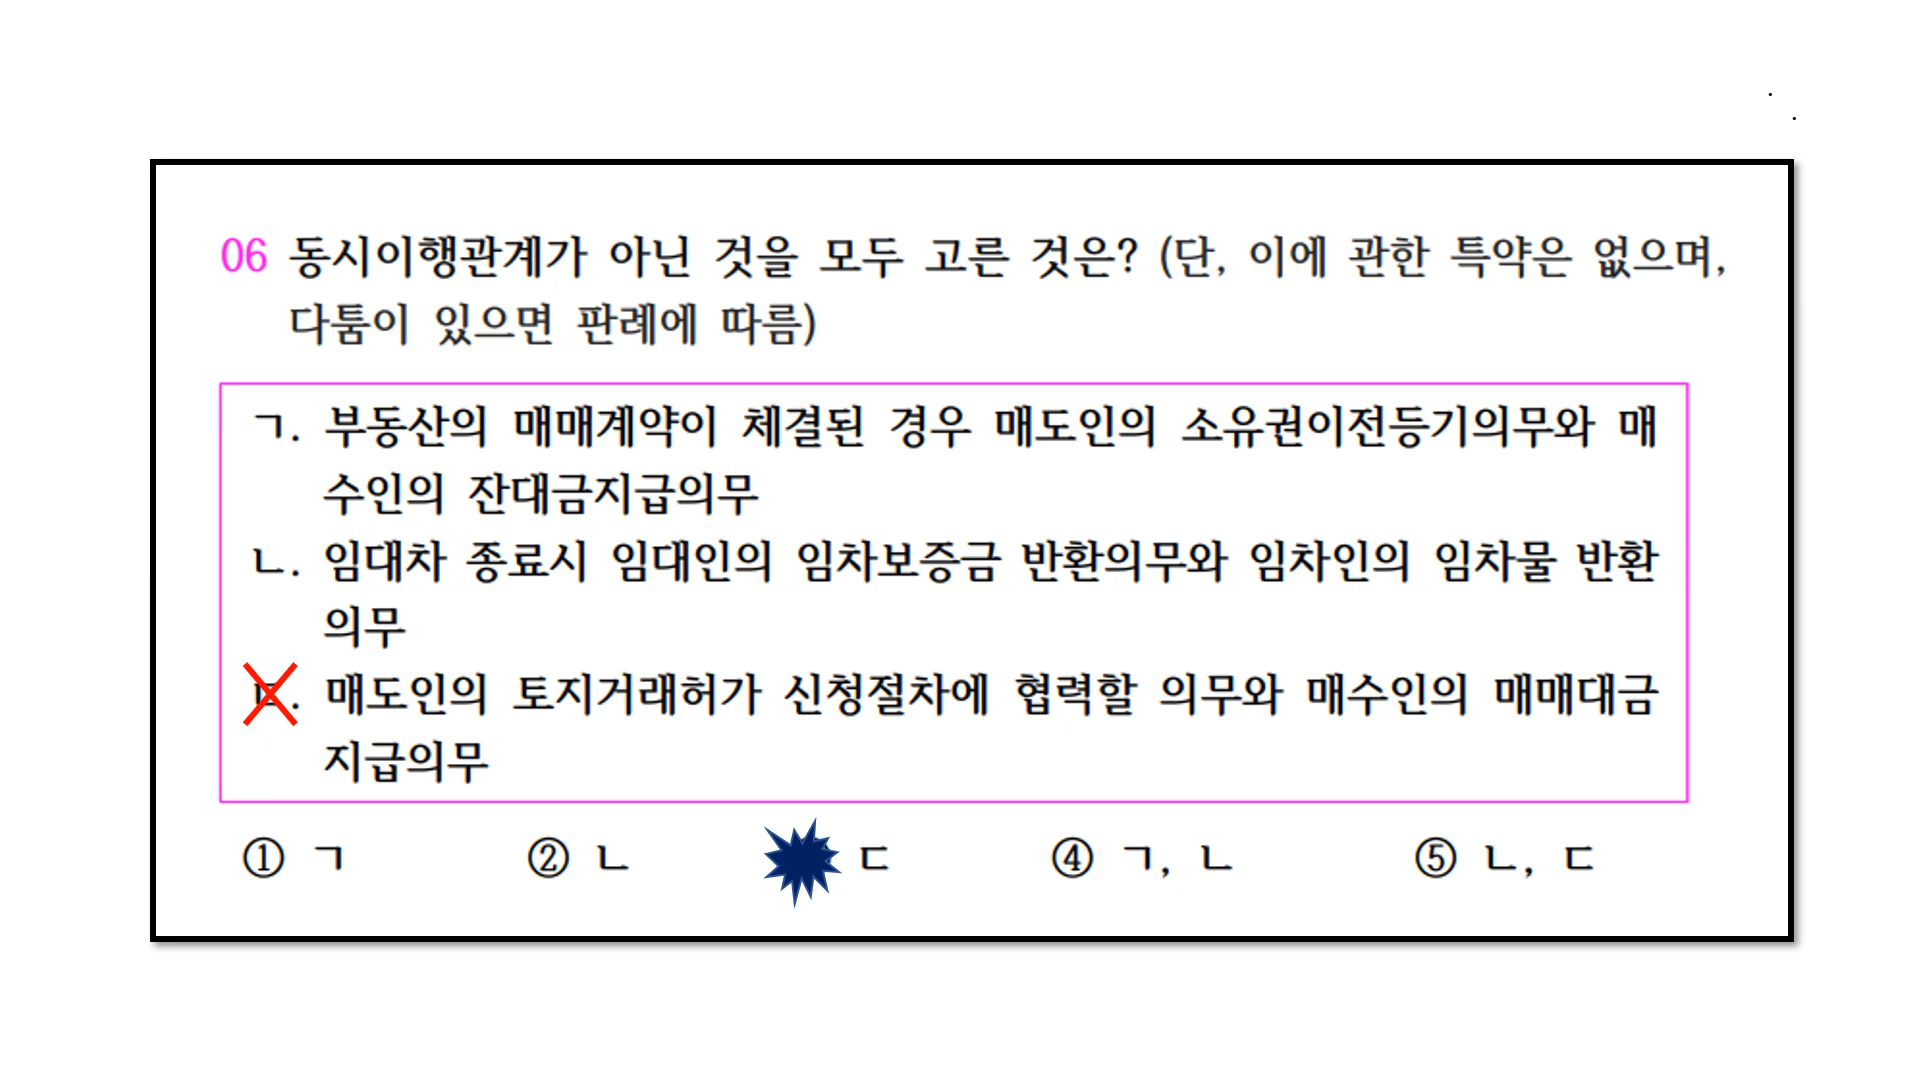 06 동시이행관계가 아닌 것을 모두 고른 것은? (단, 이에 관한 특약은 없으며,
다툼이 있으면 판례에 따름)
ㄱ. 부동산의 매매계약이 체결된 경우 매도인의 소유권이전등기의무와 매
수인의 잔대금지급의무
ㄴ. 임대차 종료시 임대인의 임차보증금 반환의무와 임차인의 임차물 반환
의무
ㄷ. 매도인의 토지거래허가 신청절차에 협력할 의무와 매수인의 매매대금
지급의무
① ㄱ ② ㄴ ㄷ ④ ㄱ, ㄴ ⑤ ㄴ, ㄷ